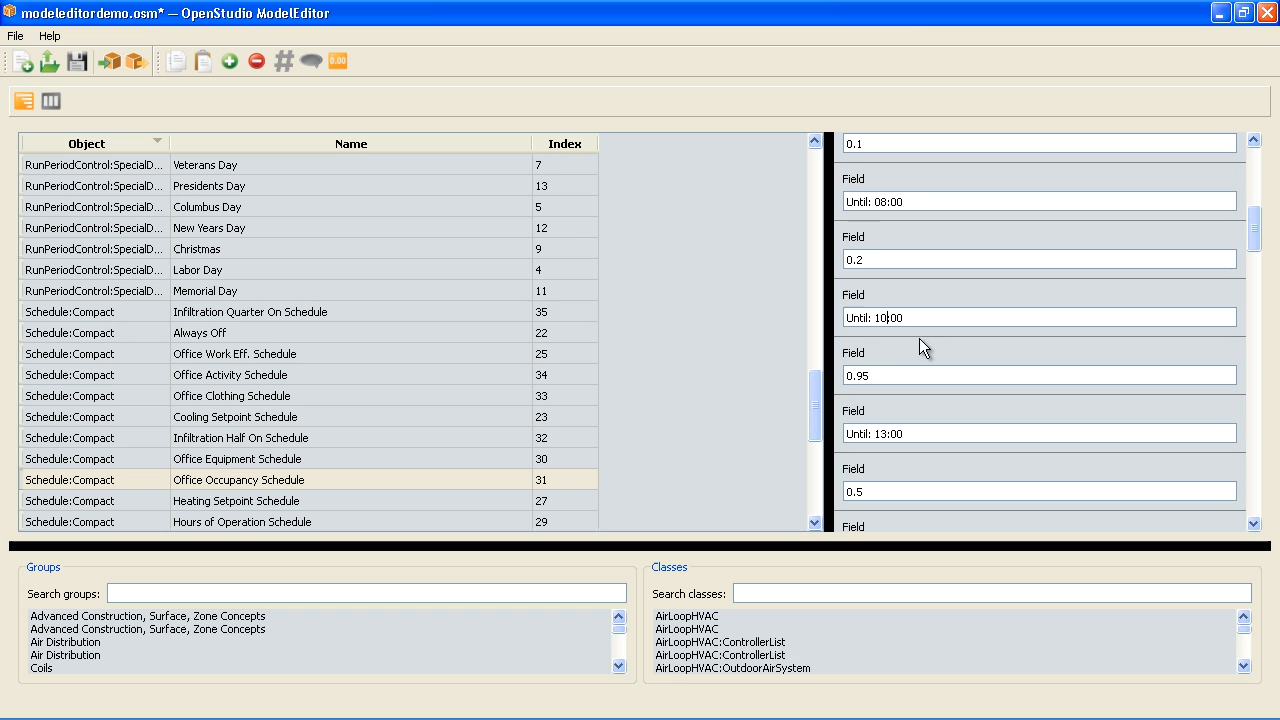 modeleditordemo.osm* — OpenStudio ModelEditor
File Help
0.00
Object Name Index
RunPeriodControl:SpecialD... Veterans Day 7
RunPeriodControl:SpecialD... Presidents Day 13
RunPeriodControl:SpecialD... Columbus Day 5
RunPeriodControl:SpecialD... New Years Day 12
RunPeriodControl:SpecialD... Christmas 9
RunPeriodControl:SpecialD... Labor Day 4
RunPeriodControl:SpecialD... Memorial Day 11
Schedule:Compact Infiltration Quarter On Schedule 35
Schedule:Compact Always Off 22
Schedule:Compact Office Work Eff. Schedule 25
Schedule:Compact Office Activity Schedule 34
Schedule:Compact Office Clothing Schedule 33
Schedule:Compact Cooling Setpoint Schedule 23
Schedule:Compact Infiltration Half On Schedule 32
Schedule:Compact Office Equipment Schedule 30
Schedule:Compact Office Occupancy Schedule 31
Schedule:Compact Heating Setpoint Schedule 27
Schedule:Compact Hours of Operation Schedule 29
0.1
Field
Until: 08:00
Field
0.2
Field
Until: 10:00
Field
0.95
Field
Until: 13:00
Field
0.5
Field
Groups
Search groups:
Advanced Construction, Surface, Zone Concepts
Advanced Construction, Surface, Zone Concepts
Air Distribution
Air Distribution
Coils
Classes
Search classes:
AirLoopHVAC
AirLoopHVAC
AirLoopHVAC:ControllerList
AirLoopHVAC:ControllerList
AirLoopHVAC:OutdoorAirSystem